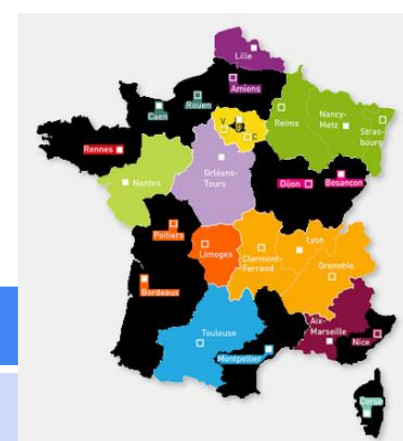 Lille
Amiens
Rouen
Caen
Reims
Nancy-
Metz
Stras-
bourg
V
C
Rennes
Orléans-
Tours
Nantes
Dijon
Besançon
Poitiers
Limoges
Clermont-
Ferrand
Lyon
Grenoble
Bordeaux
Aix-
Marseille
Nice
Toulouse
Montpellier
Corse